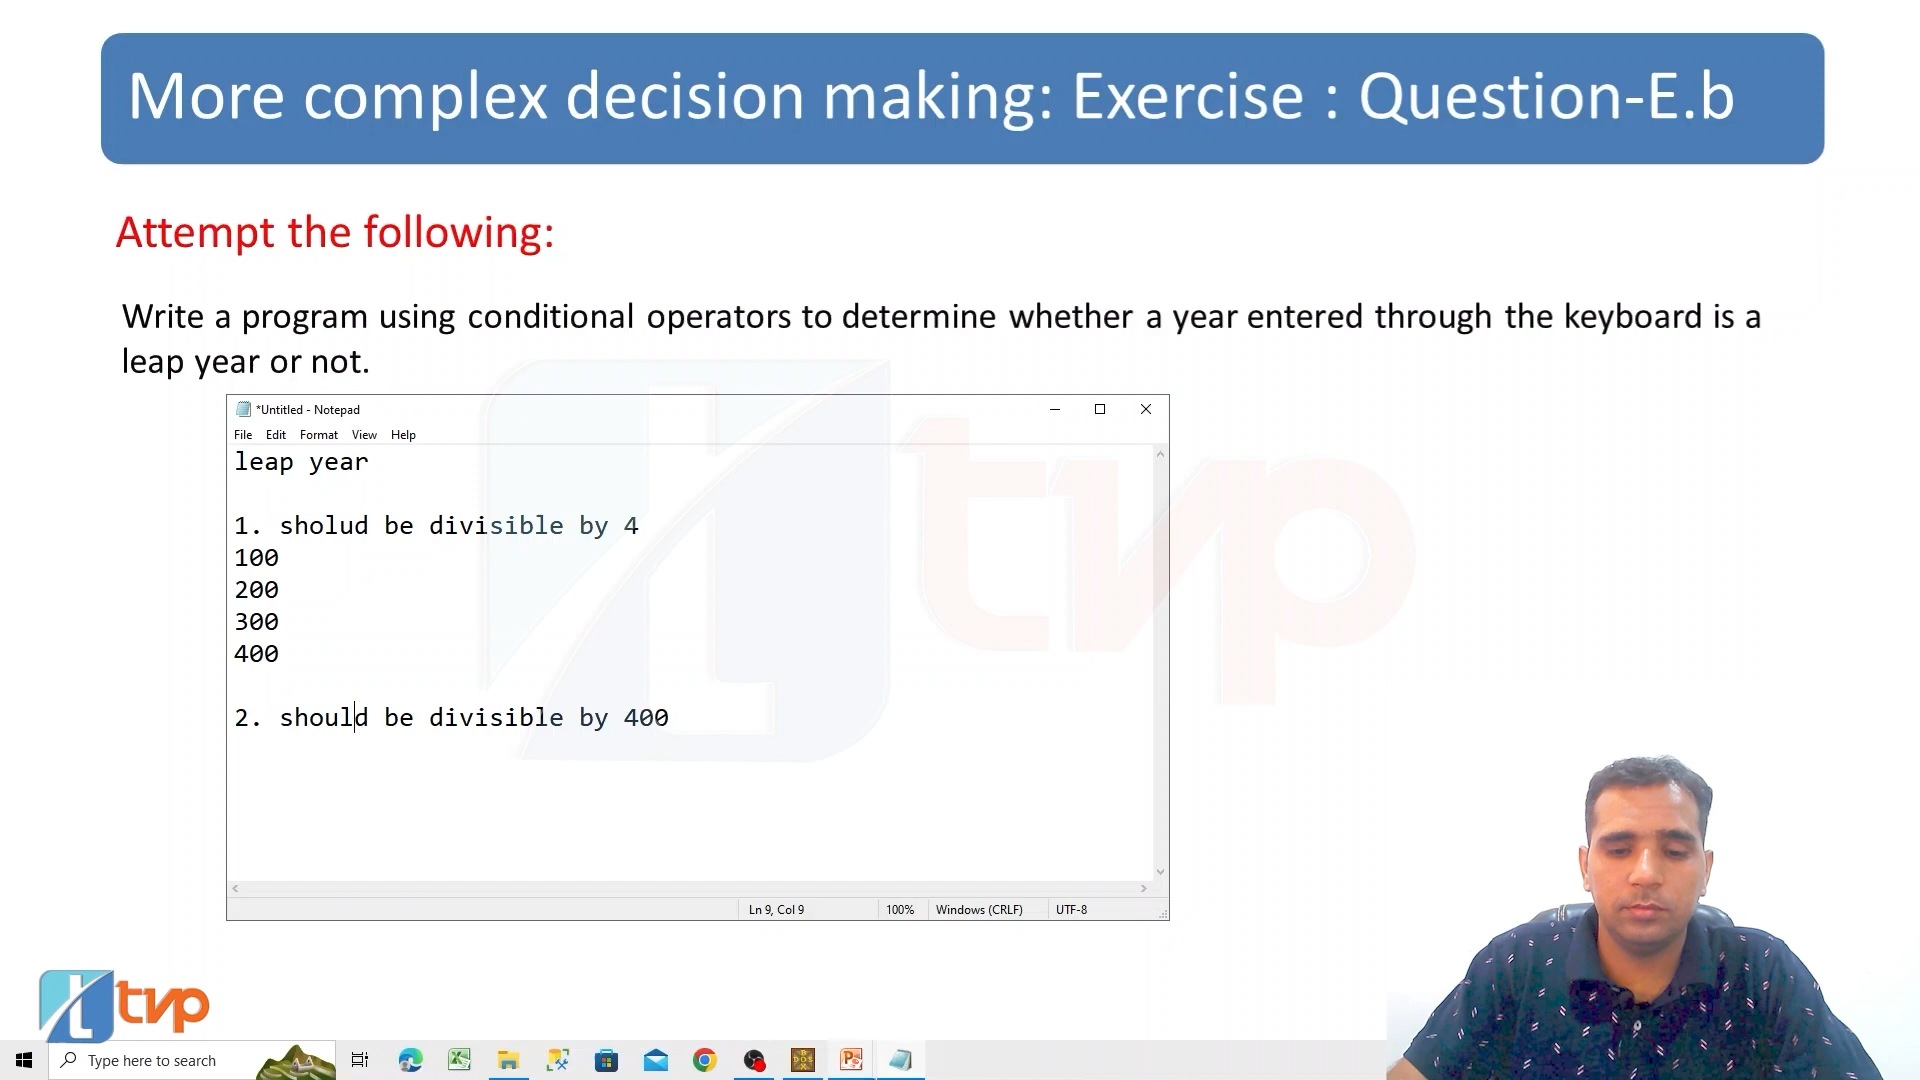 More complex decision making: Exercise : Question-E.b
Attempt the following:
Write a program using conditional operators to determine whether a year entered through the keyboard is a
leap year or not.
*Untitled - Notepad
File Edit Format View Help
leap year
1. sholud be divisible by 4
100
200
300
400
2. should be divisible by 400
Ln 9, Col 9 100% Windows (CRLF) UTF-8
tvp
tvp
Type here to search